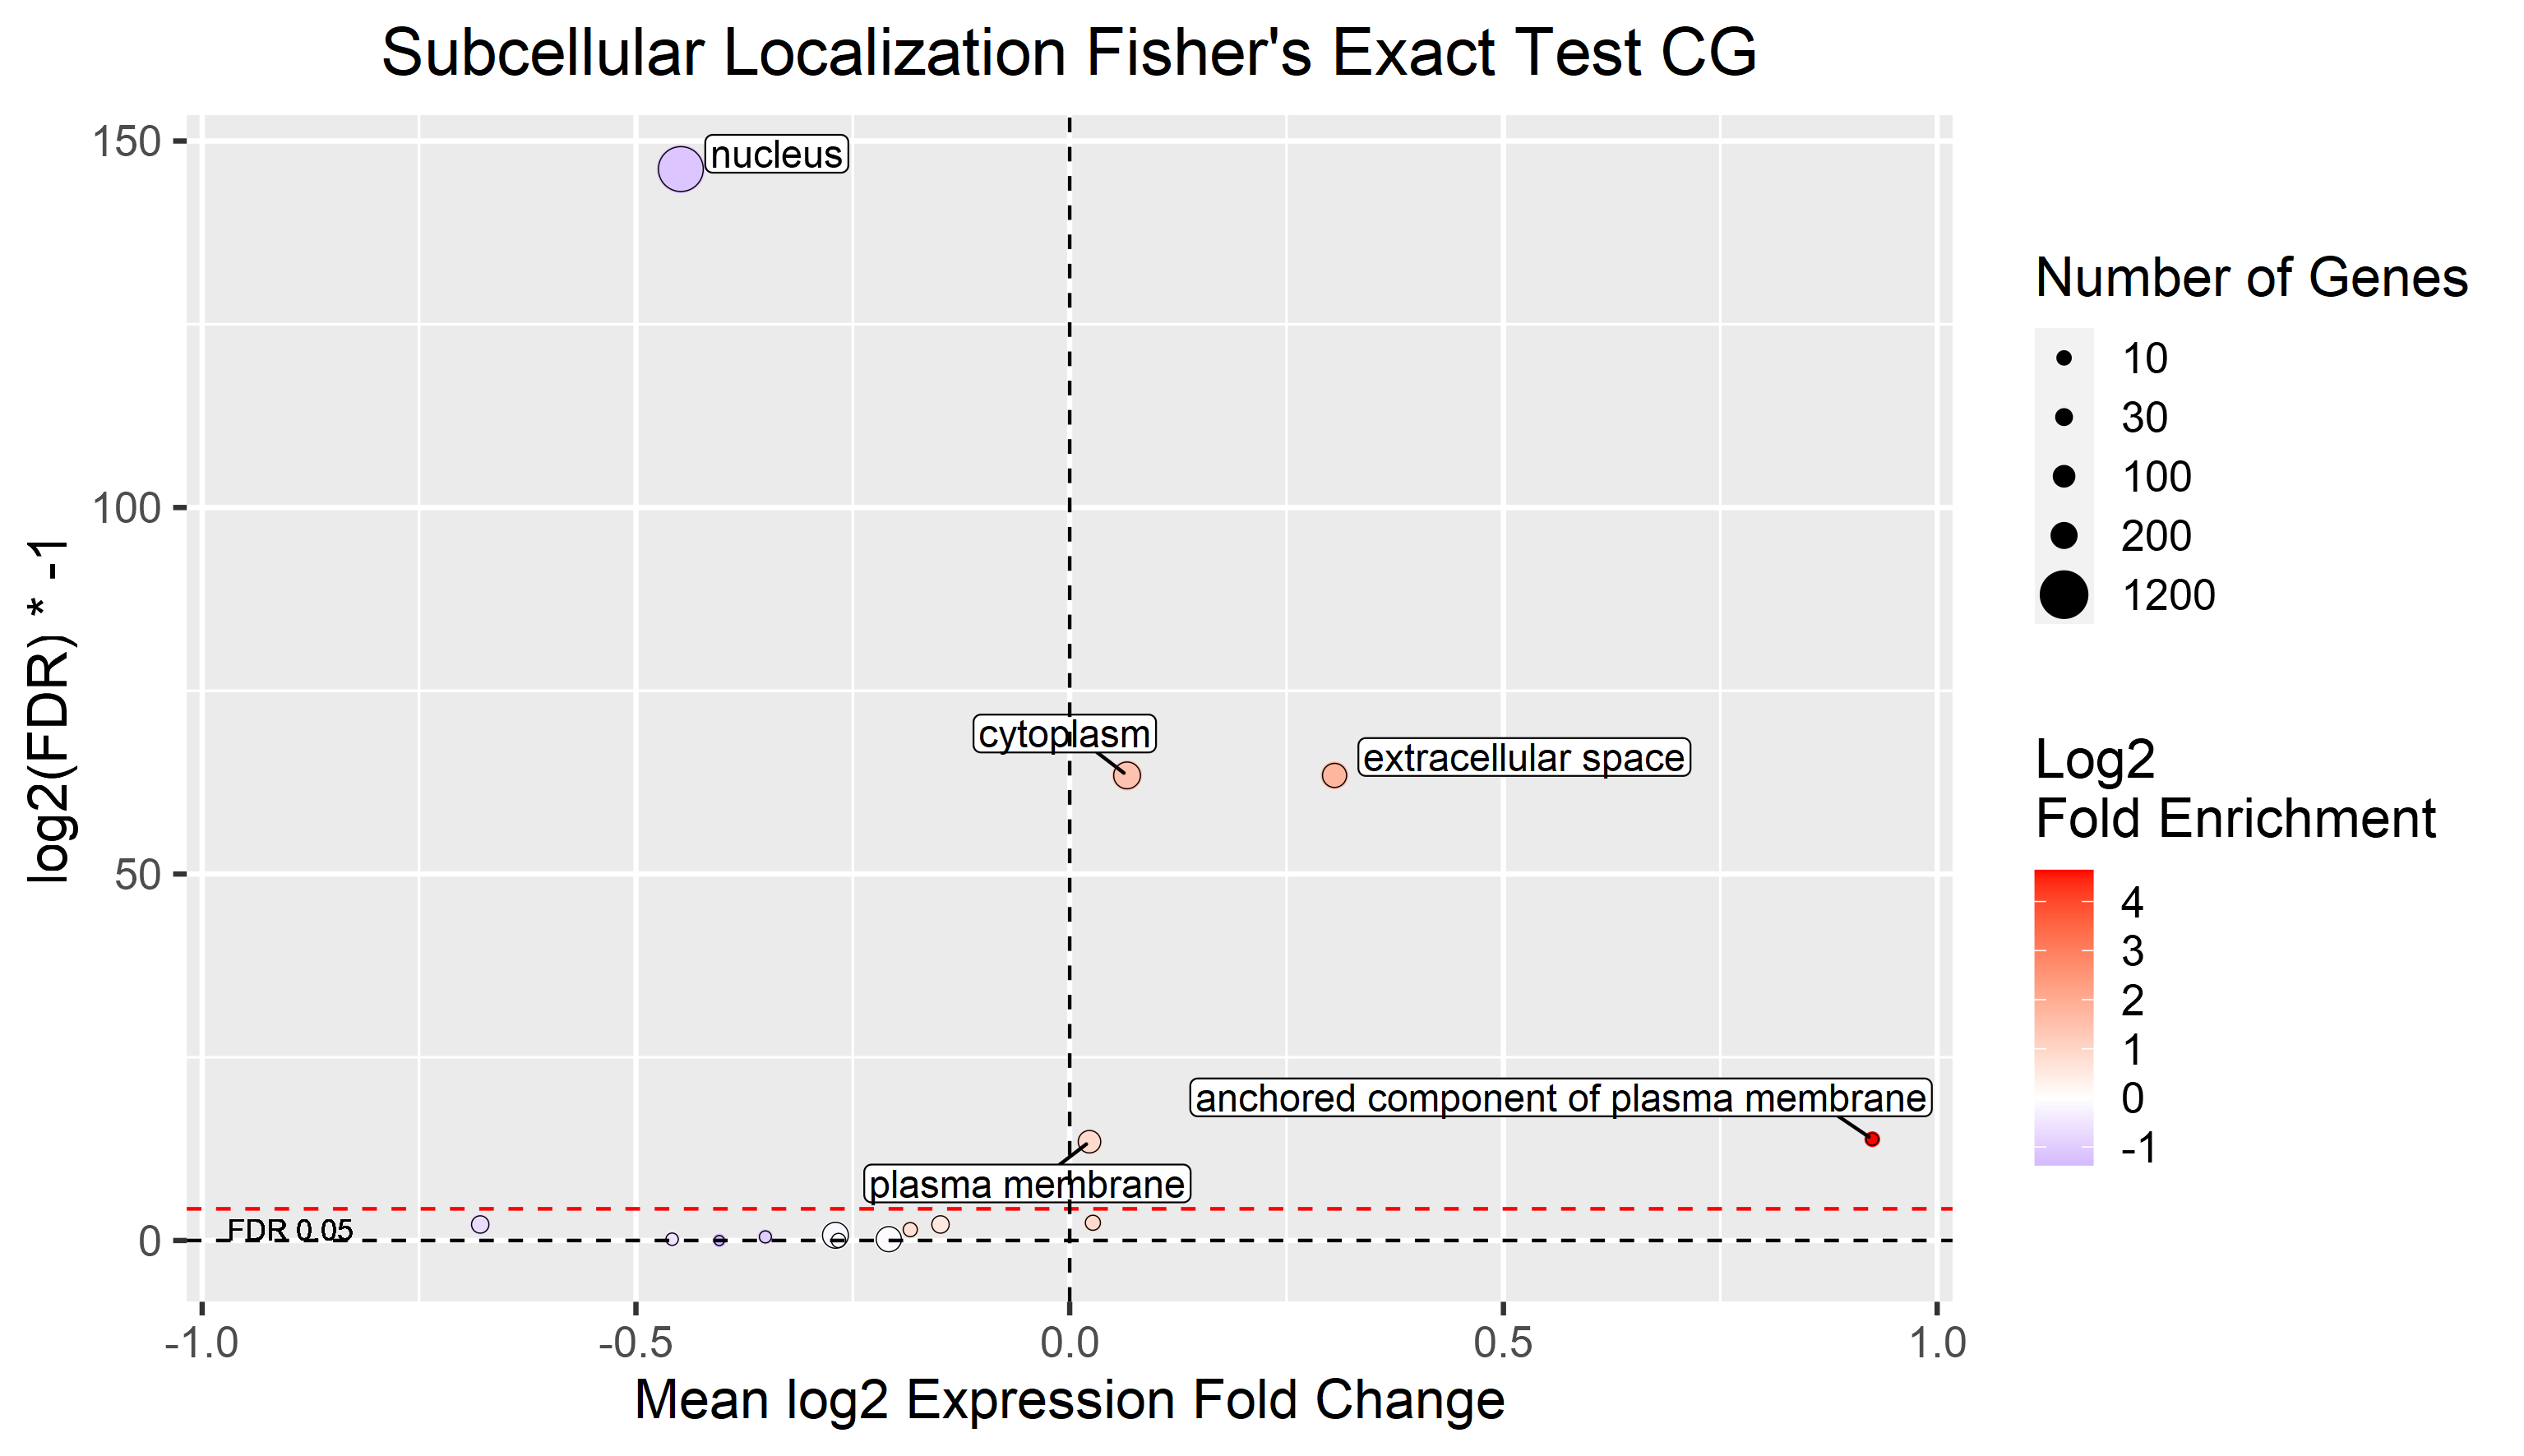 Subcellular Localization Fisher's Exact Test CG
log2(FDR) * -1
150
100
50
0
nucleus
cytoplasm
extracellular space
anchored component of plasma membrane
plasma membrane
FDR 0.05
-1.0
-0.5
0.0
0.5
1.0
Mean log2 Expression Fold Change
Number of Genes
10
30
100
200
1200
Log2
Fold Enrichment
4
3
2
1
0
-1